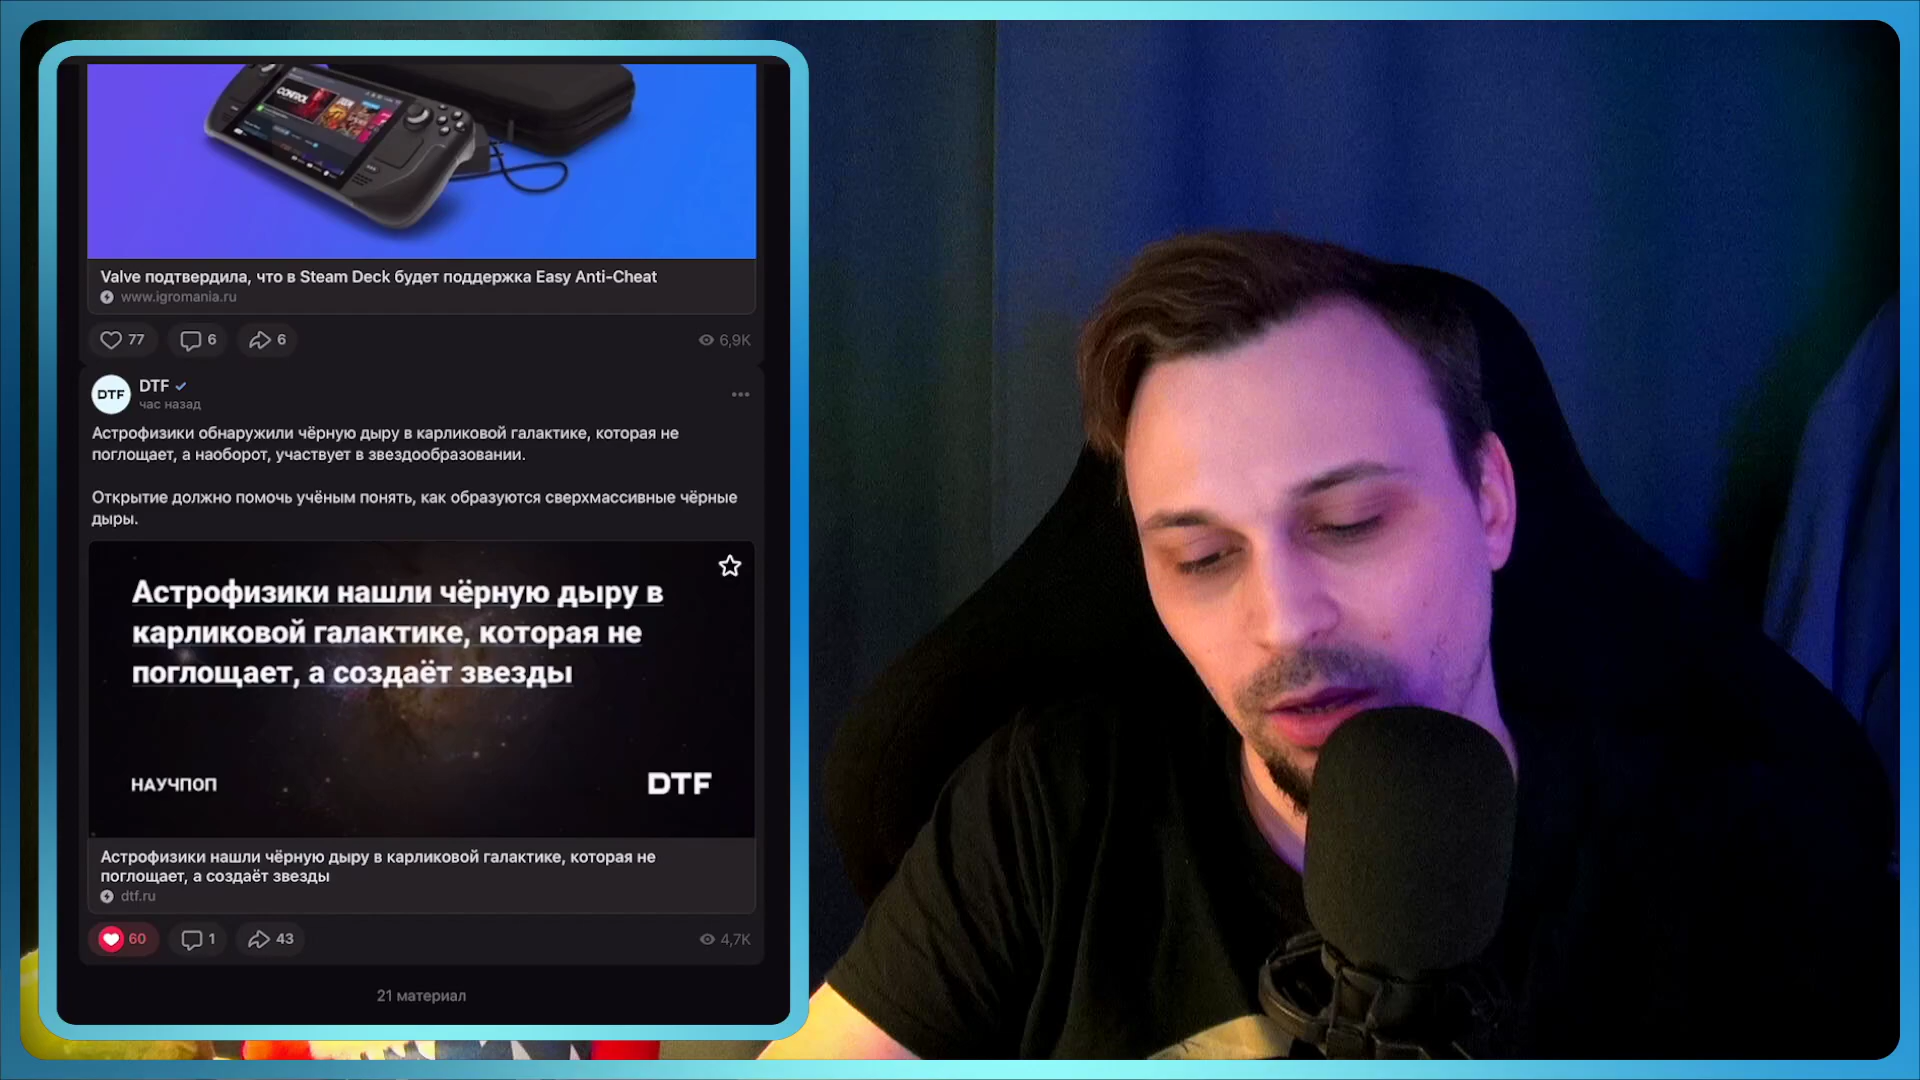 CONTROL
Valve подтвердила, что в Steam Deck будет поддержка Easy Anti-Cheat
www.igromania.ru
77
6
6
6,9K
DTF
DTF
час назад
Астрофизики обнаружили чёрную дыру в карликовой галактике, которая не
поглощает, а наоборот, участвует в звездообразовании.
Открытие должно помочь учёным понять, как образуются сверхмассивные чёрные
дыры.
Астрофизики нашли чёрную дыру в
карликовой галактике, которая не
поглощает, а создаёт звезды
НАУЧПОП
DTF
Астрофизики нашли чёрную дыру в карликовой галактике, которая не
поглощает, а создаёт звезды
dtf.ru
60
1
43
4,7K
21 материал